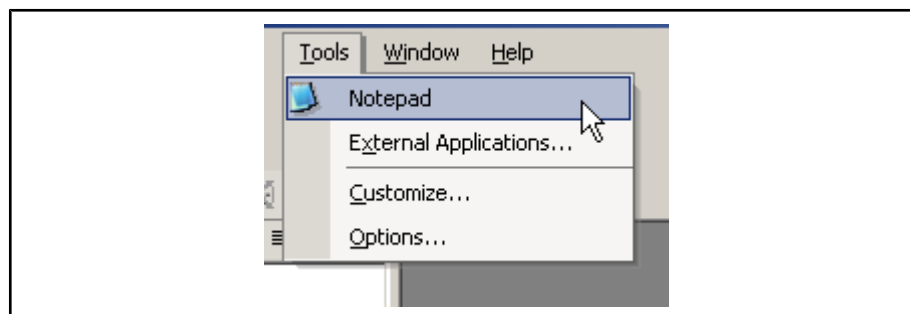 Tools Window Help
Notepad
External Applications...
Customize...
Options...